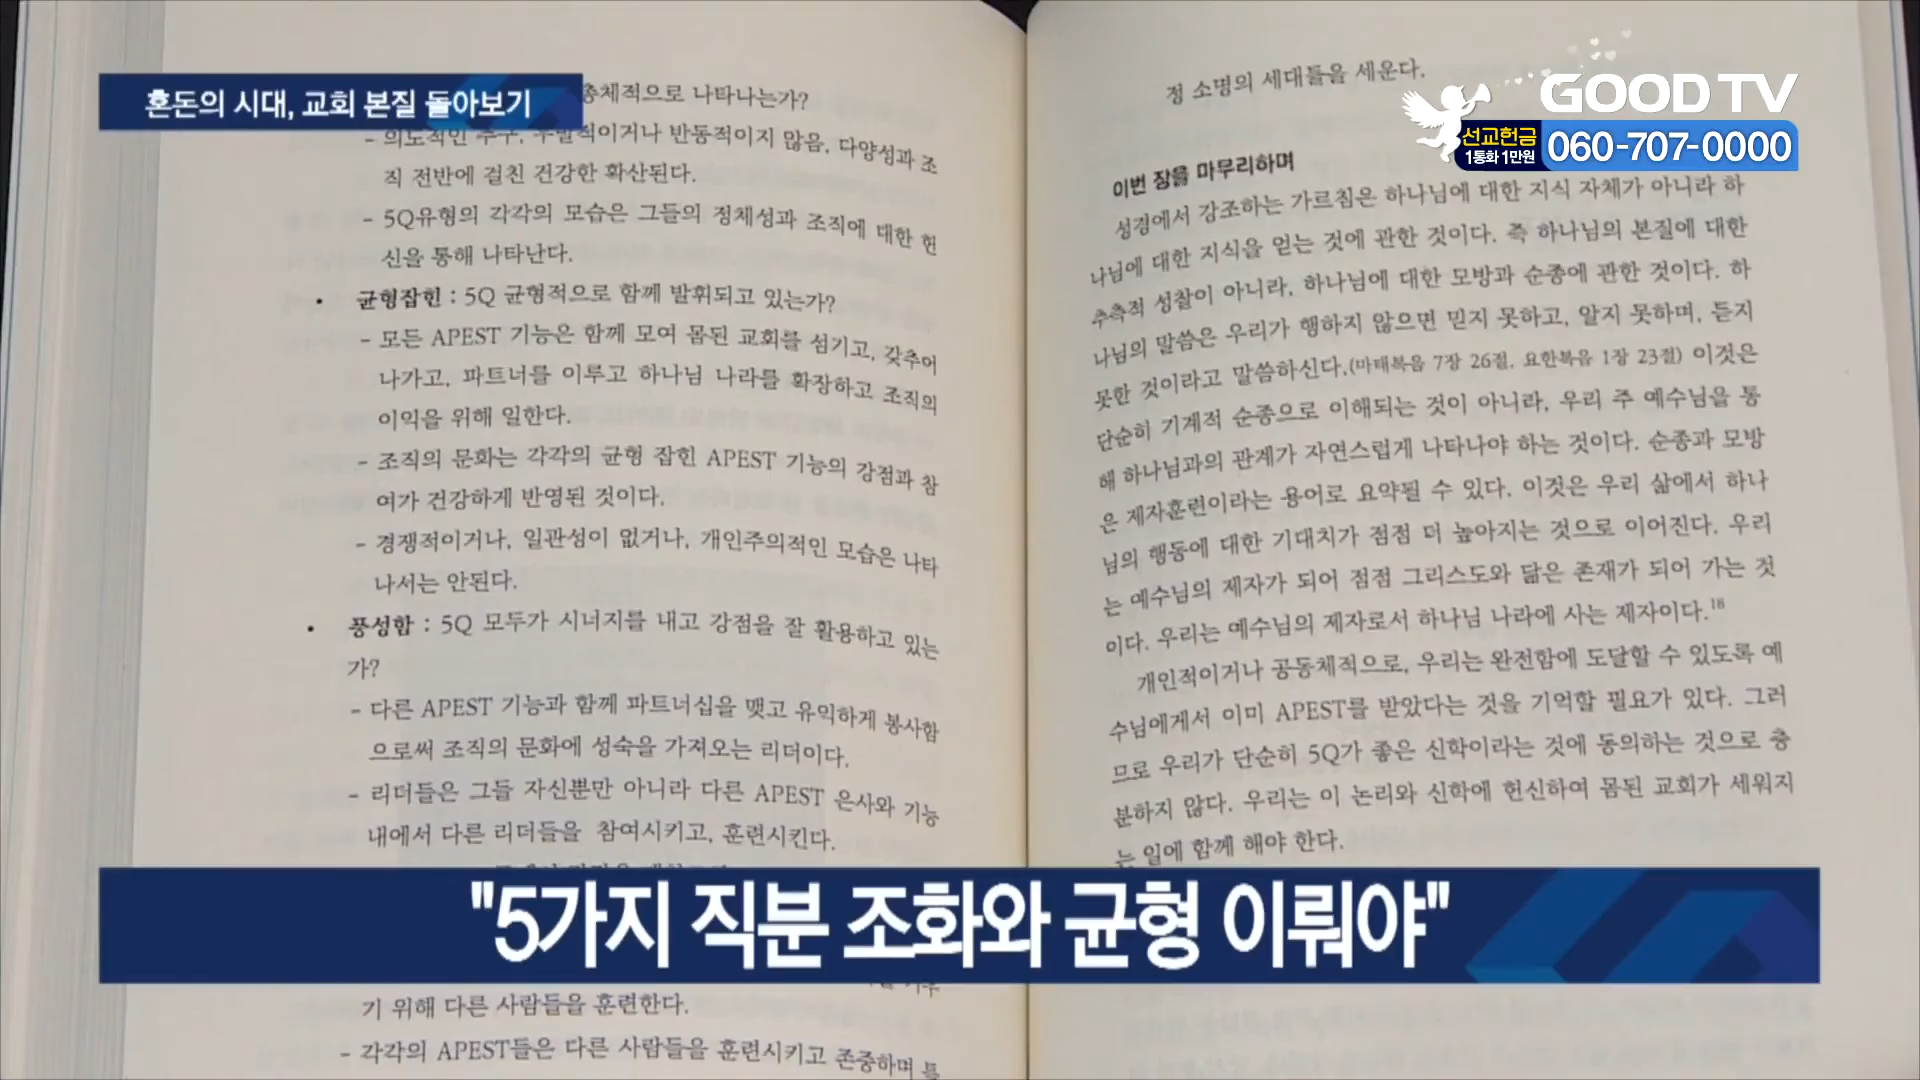 혼돈의 시대, 교회 본질 돌아보기
GOODTV
선교헌금
1통화 1만원
060-707-0000
총체적으로 나타나는가?
- 의도적인 추구, 우발적이거나 반동적이지 않음, 다양성과 조
직 전반에 걸친 건강한 확산된다.
- 5Q유형의 각각의 모습은 그들의 정체성과 조직에 대한 헌
신을 통해 나타난다.
• 균형잡힌 : 5Q 균형적으로 함께 발휘되고 있는가?
- 모든 APEST 기능은 함께 모여 몸된 교회를 섬기고, 갖추어
나가고, 파트너를 이루고 하나님 나라를 확장하고 조직의
이익을 위해 일한다.
- 조직의 문화는 각각의 균형 잡힌 APEST 기능의 강점과 참
여가 건강하게 반영된 것이다.
- 경쟁적이거나, 일관성이 없거나, 개인주의적인 모습은 나타
나서는 안된다.
• 풍성함 : 5Q 모두가 시너지를 내고 강점을 잘 활용하고 있는
가?
- 다른 APEST 기능과 함께 파트너십을 맺고 유익하게 봉사함
으로써 조직의 문화에 성숙을 가져오는 리더이다.
- 리더들은 그들 자신뿐만 아니라 다른 APEST 은사와 기능
내에서 다른 리더들을 참여시키고, 훈련시킨다.
기 위해 다른 사람들을 훈련한다.
- 각각의 APEST들은 다른 사람들을 훈련시키고 존중하며 특
정 소명의 세대들을 세운다.
이번 장을 마무리하며
성경에서 강조하는 가르침은 하나님에 대한 지식 자체가 아니라 하
나님에 대한 지식을 얻는 것에 관한 것이다. 즉 하나님의 본질에 대한
추측적 성찰이 아니라, 하나님에 대한 모방과 순종에 관한 것이다. 하
나님의 말씀은 우리가 행하지 않으면 믿지 못하고, 알지 못하며, 듣지
못한 것이라고 말씀하신다.(마태복음 7장 26절, 요한복음 1장 23절) 이것은
단순히 기계적 순종으로 이해되는 것이 아니라, 우리 주 예수님을 통
해 하나님과의 관계가 자연스럽게 나타나야 하는 것이다. 순종과 모방
은 제자훈련이라는 용어로 요약될 수 있다. 이것은 우리 삶에서 하나
님의 행동에 대한 기대치가 점점 더 높아지는 것으로 이어진다. 우리
는 예수님의 제자가 되어 점점 그리스도와 닮은 존재가 되어 가는 것
이다. 우리는 예수님의 제자로서 하나님 나라에 사는 제자이다.18
개인적이거나 공동체적으로, 우리는 완전함에 도달할 수 있도록 예
수님에게서 이미 APEST를 받았다는 것을 기억할 필요가 있다. 그러
므로 우리가 단순히 5Q가 좋은 신학이라는 것에 동의하는 것으로 충
분하지 않다. 우리는 이 논리와 신학에 헌신하여 몸된 교회가 세워지
는 일에 함께 해야 한다.
"5가지 직분 조화와 균형 이뤄야"